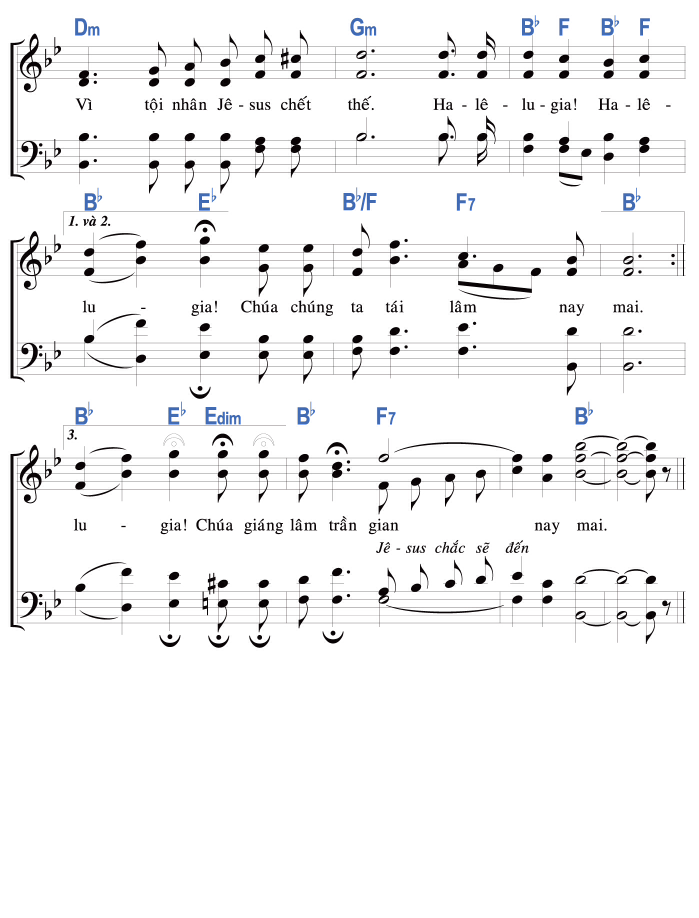 Dm Gm B♭ F B♭ F
Vì tội nhân Jê - sus chết thế. Ha - lê - lu - gia! Ha - lê -
B♭ E♭ B♭/F F7 B♭
1. và 2.
lu - gia! Chúa chúng ta tái lâm nay mai.
B♭ E♭ Edim B♭ F7 B♭
3.
lu - gia! Chúa giáng lâm trần gian nay mai.
Jê - sus chắc sẽ đến